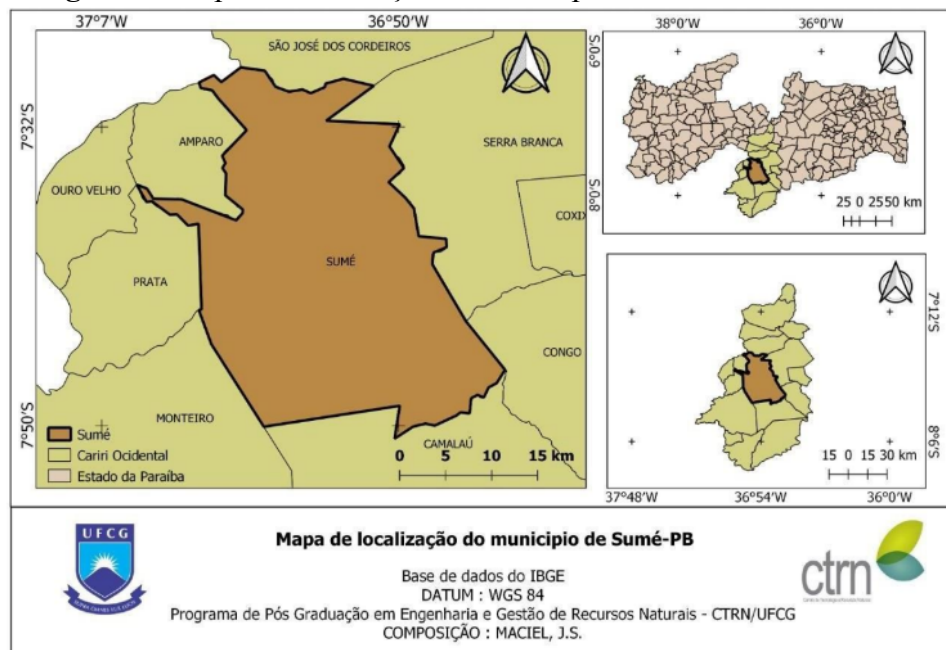 37°7'W
36°50'W
SÃO JOSÉ DOS CORDEIROS
7°32'S
AMPARO
SERRA BRANCA
OURO VELHO
COXIX
SUMÉ
PRATA
CONGO
MONTEIRO
7°50'S
CAMALAÚ
Sumé
Cariri Ocidental
Estado da Paraíba
0 5 10 15 km
38°0'W
36°0'W
6°0'S
8°0'S
25 0 25 50 km
7°12'S
8°6'S
15 0 15 30 km
37°48'W
36°54'W
36°0'W
UFCG
Mapa de localização do municipio de Sumé-PB
Base de dados do IBGE
DATUM : WGS 84
Programa de Pós Graduação em Engenharia e Gestão de Recursos Naturais - CTRN/UFCG
COMPOSIÇÃO : MACIEL, J.S.
ctrn